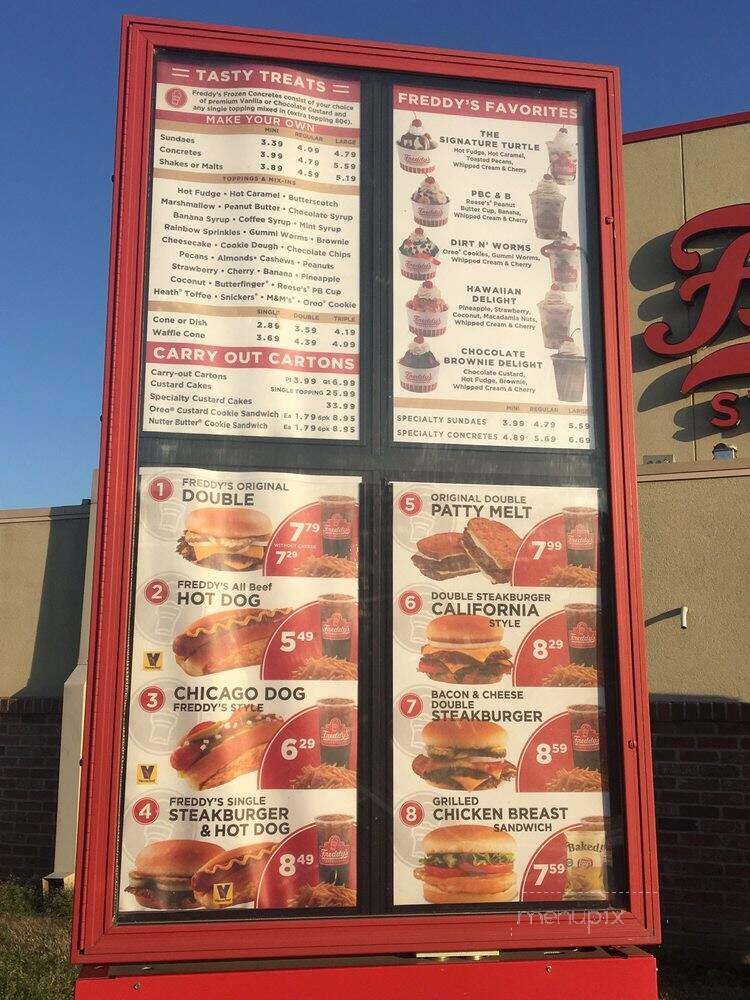 TASTY TREATS
Freddy's Frozen Concretes consist of your choice
of premium Vanilla or Chocolate Custard and
any single topping mixed in (extra topping 80¢).
MAKE YOUR OWN
MINI REGULAR LARGE
Sundaes 3.39 4.09 4.79
Concretes 3.99 4.79 5.59
Shakes or Malts 3.89 4.59 5.19
TOPPINGS & MIX-INS
Hot Fudge • Hot Caramel • Butterscotch
Marshmallow • Peanut Butter • Chocolate Syrup
Banana Syrup • Coffee Syrup • Mint Syrup
Rainbow Sprinkles • Gummi Worms • Brownie
Cheesecake • Cookie Dough • Chocolate Chips
Pecans • Almonds • Cashews • Peanuts
Strawberry • Cherry • Banana • Pineapple
Coconut • Butterfinger® • Reese's® PB Cup
Heath® Toffee • Snickers® • M&M's® • Oreo® Cookie
SINGLE DOUBLE TRIPLE
Cone or Dish 2.89 3.59 4.19
Waffle Cone 3.69 4.39 4.99
CARRY OUT CARTONS
Carry-out Cartons Pt 3.99 Qt 6.99
Custard Cakes SINGLE TOPPING 25.99
Specialty Custard Cakes 33.99
Oreo® Custard Cookie Sandwich Ea 1.79 6pk 8.95
Nutter Butter® Cookie Sandwich Ea 1.79 6pk 8.95
FREDDY'S FAVORITES
THE
SIGNATURE TURTLE
Hot Fudge, Hot Caramel,
Toasted Pecans,
Whipped Cream & Cherry
PBC & B
Reese's® Peanut
Butter Cup, Banana,
Whipped Cream & Cherry
DIRT N' WORMS
Oreo® Cookies, Gummi Worms,
Whipped Cream & Cherry
HAWAIIAN
DELIGHT
Pineapple, Strawberry,
Coconut, Macadamia Nuts,
Whipped Cream & Cherry
CHOCOLATE
BROWNIE DELIGHT
Chocolate Custard,
Hot Fudge, Brownie,
Whipped Cream & Cherry
MINI REGULAR LARGE
SPECIALTY SUNDAES 3.99 4.79 5.59
SPECIALTY CONCRETES 4.89 5.69 6.69
1 FREDDY'S ORIGINAL
DOUBLE
7.79
WITHOUT CHEESE
7.29
2 FREDDY'S All Beef
HOT DOG
5.49
3 CHICAGO DOG
FREDDY'S STYLE
6.29
4 FREDDY'S SINGLE
STEAKBURGER
& HOT DOG
8.49
5 ORIGINAL DOUBLE
PATTY MELT
7.99
6 DOUBLE STEAKBURGER
CALIFORNIA
STYLE
8.29
7 BACON & CHEESE
DOUBLE
STEAKBURGER
8.59
8 GRILLED
CHICKEN BREAST
SANDWICH
Baked!
7.59
menupix